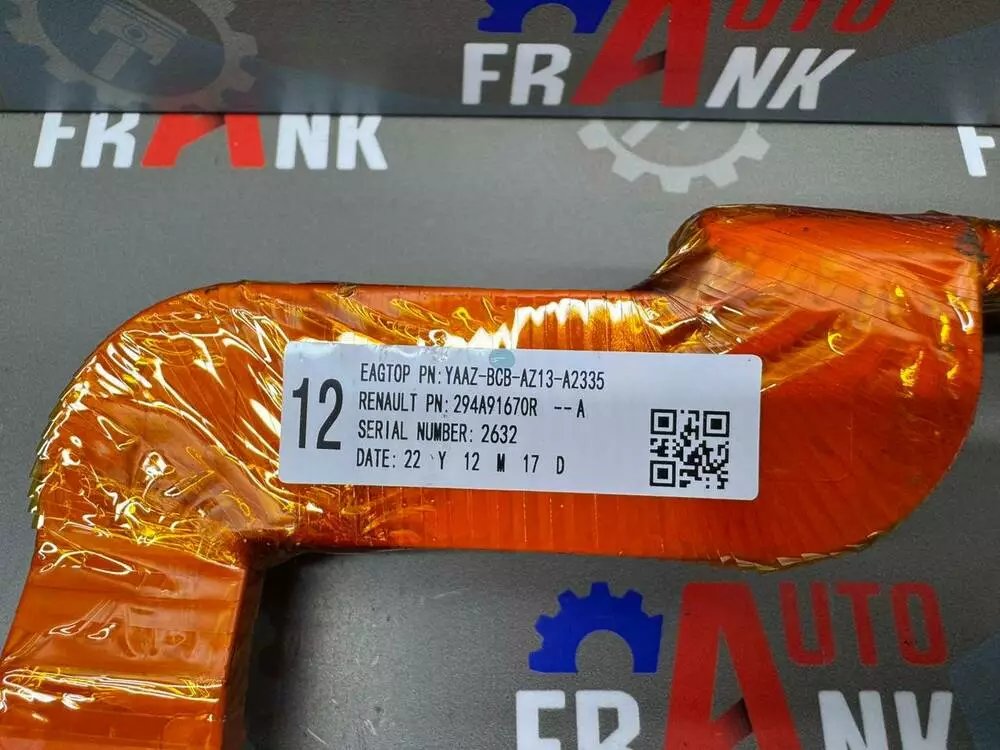 AUTO
FRANK
FRANK
12
EAGTOP PN:YAAZ-BCB-AZ13-A2335
RENAULT PN:294A91670R --A
SERIAL NUMBER: 2632
DATE: 22 Y 12 M 17 D
AUTO
FRANK